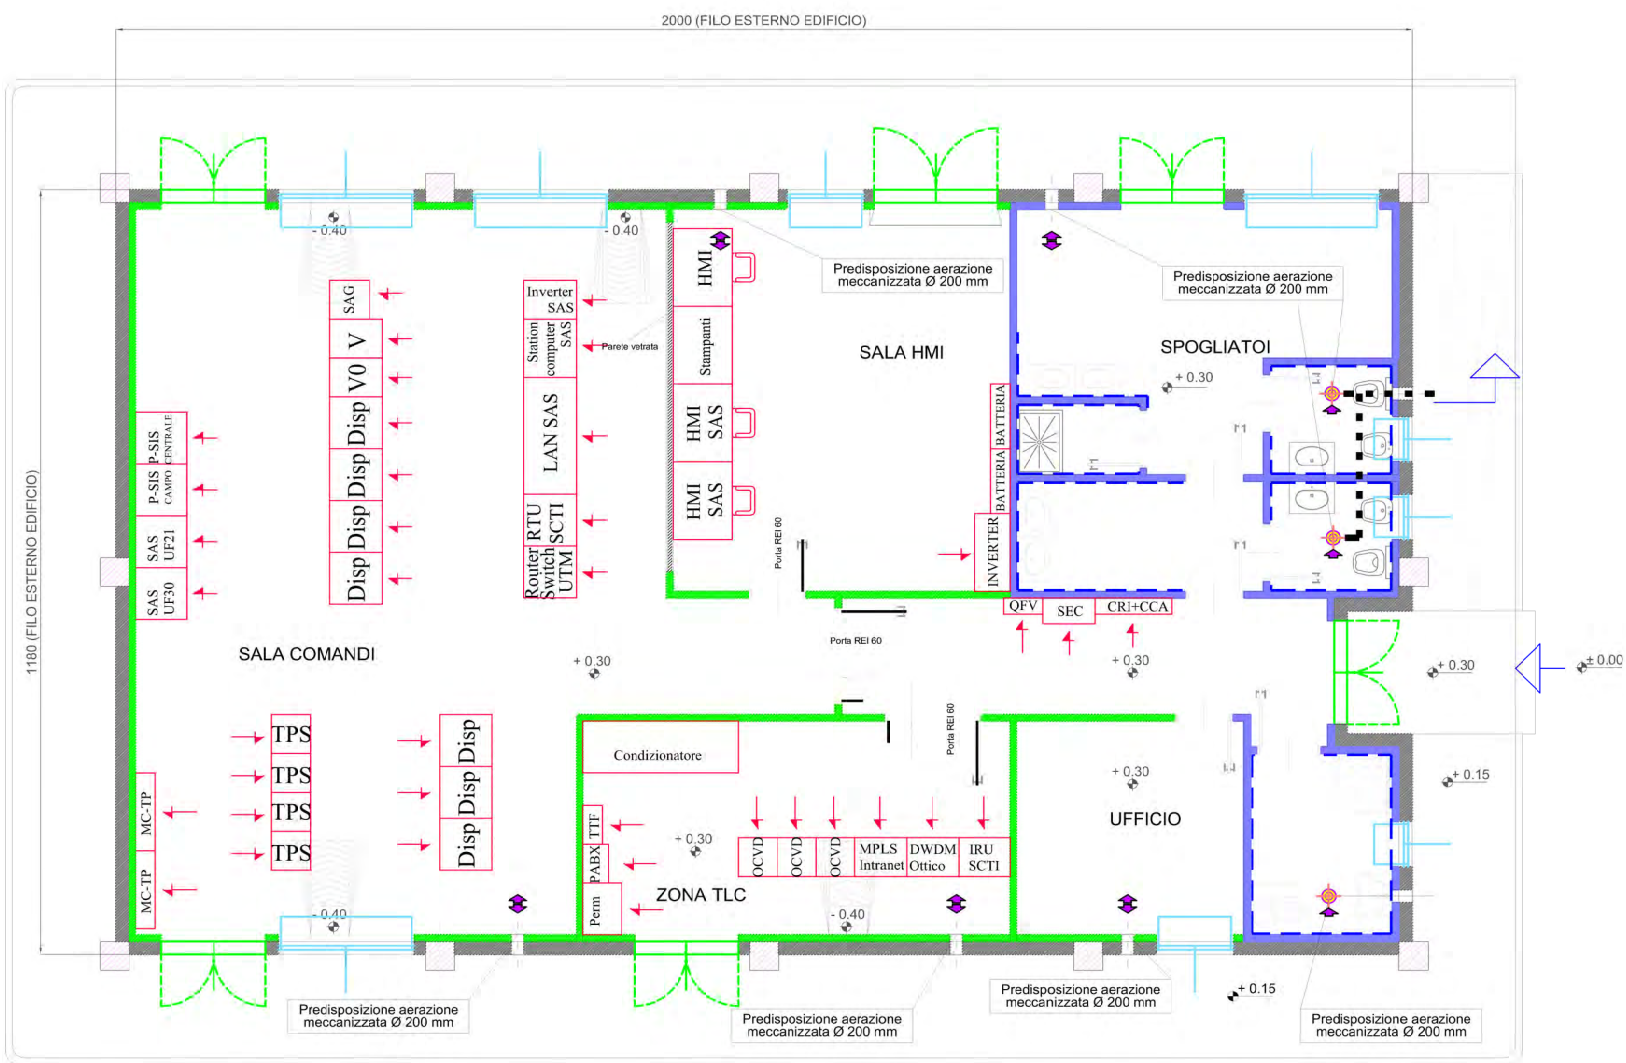 2000 (FILO ESTERNO EDIFICIO)
1180 (FILO ESTERNO EDIFICIO)
- 0.40
- 0.40
HMI
Predisposizione aerazione
meccanizzata Ø 200 mm
Predisposizione aerazione
meccanizzata Ø 200 mm
SAG
Inverter
SAS
V
Station
computer
SAS
Parete vetrata
Stampanti
SALA HMI
SPOGLIATOI
+ 0.30
V0
Disp
LAN SAS
HMI
SAS
BATTERIA
P-SIS
CENTRALE
Disp
BATTERIA
P-SIS
CAMPO
HMI
SAS
Disp
RTU
SCTI
Porta REI 60
INVERTER
SAS
UF21
Disp
Router
Switch
UTM
SAS
UF30
QFV
SEC
CRI+CCA
Porta REI 60
SALA COMANDI
+ 0.30
+ 0.30
+ 0.30
± 0.00
TPS
Disp
Porta REI 60
Condizionatore
TPS
Disp
+ 0.30
+ 0.15
MC-TP
TPS
TTF
UFFICIO
TPS
Disp
+ 0.30
PABX
OCVD
OCVD
OCVD
MPLS
Intranet
DWDM
Ottico
IRU
SCTI
MC-TP
ZONA TLC
Perm
- 0.40
- 0.40
+ 0.15
Predisposizione aerazione
meccanizzata Ø 200 mm
Predisposizione aerazione
meccanizzata Ø 200 mm
Predisposizione aerazione
meccanizzata Ø 200 mm
Predisposizione aerazione
meccanizzata Ø 200 mm